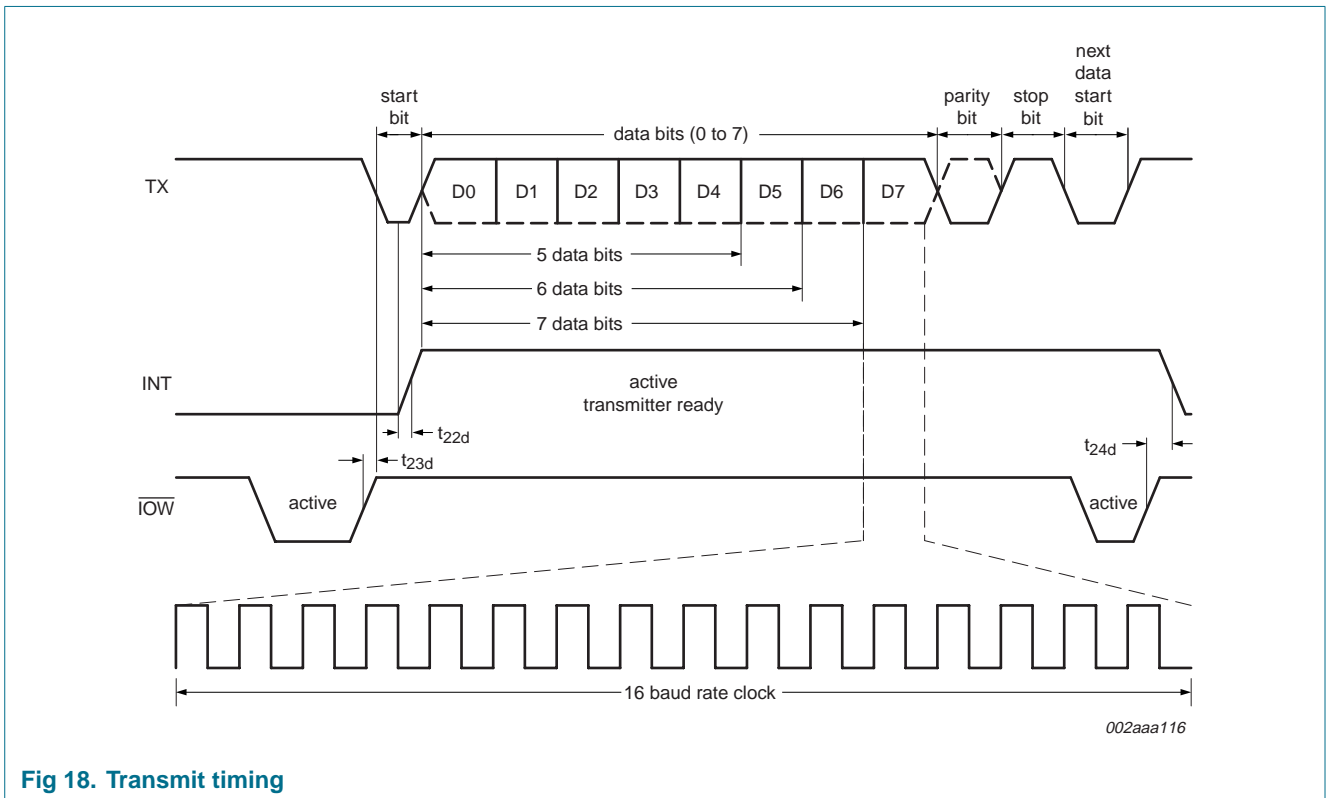 next
data
start
bit
start
bit
parity
bit
stop
bit
data bits (0 to 7)
TX
D0 D1 D2 D3 D4 D5 D6 D7
5 data bits
6 data bits
7 data bits
INT
active
transmitter ready
t22d
t23d
t24d
IOW
active
active
16 baud rate clock
002aaa116
Fig 18. Transmit timing